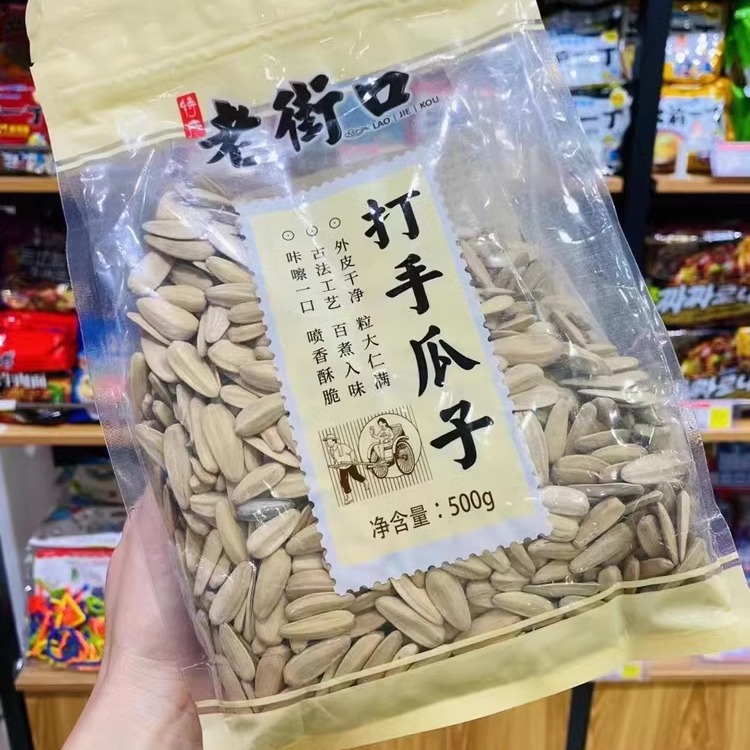 老街口
LAO JIE KOU
打手瓜子
外皮干净 粒大仁满
古法工艺 百煮入味
咔嚓一口 喷香酥脆
净含量：500g